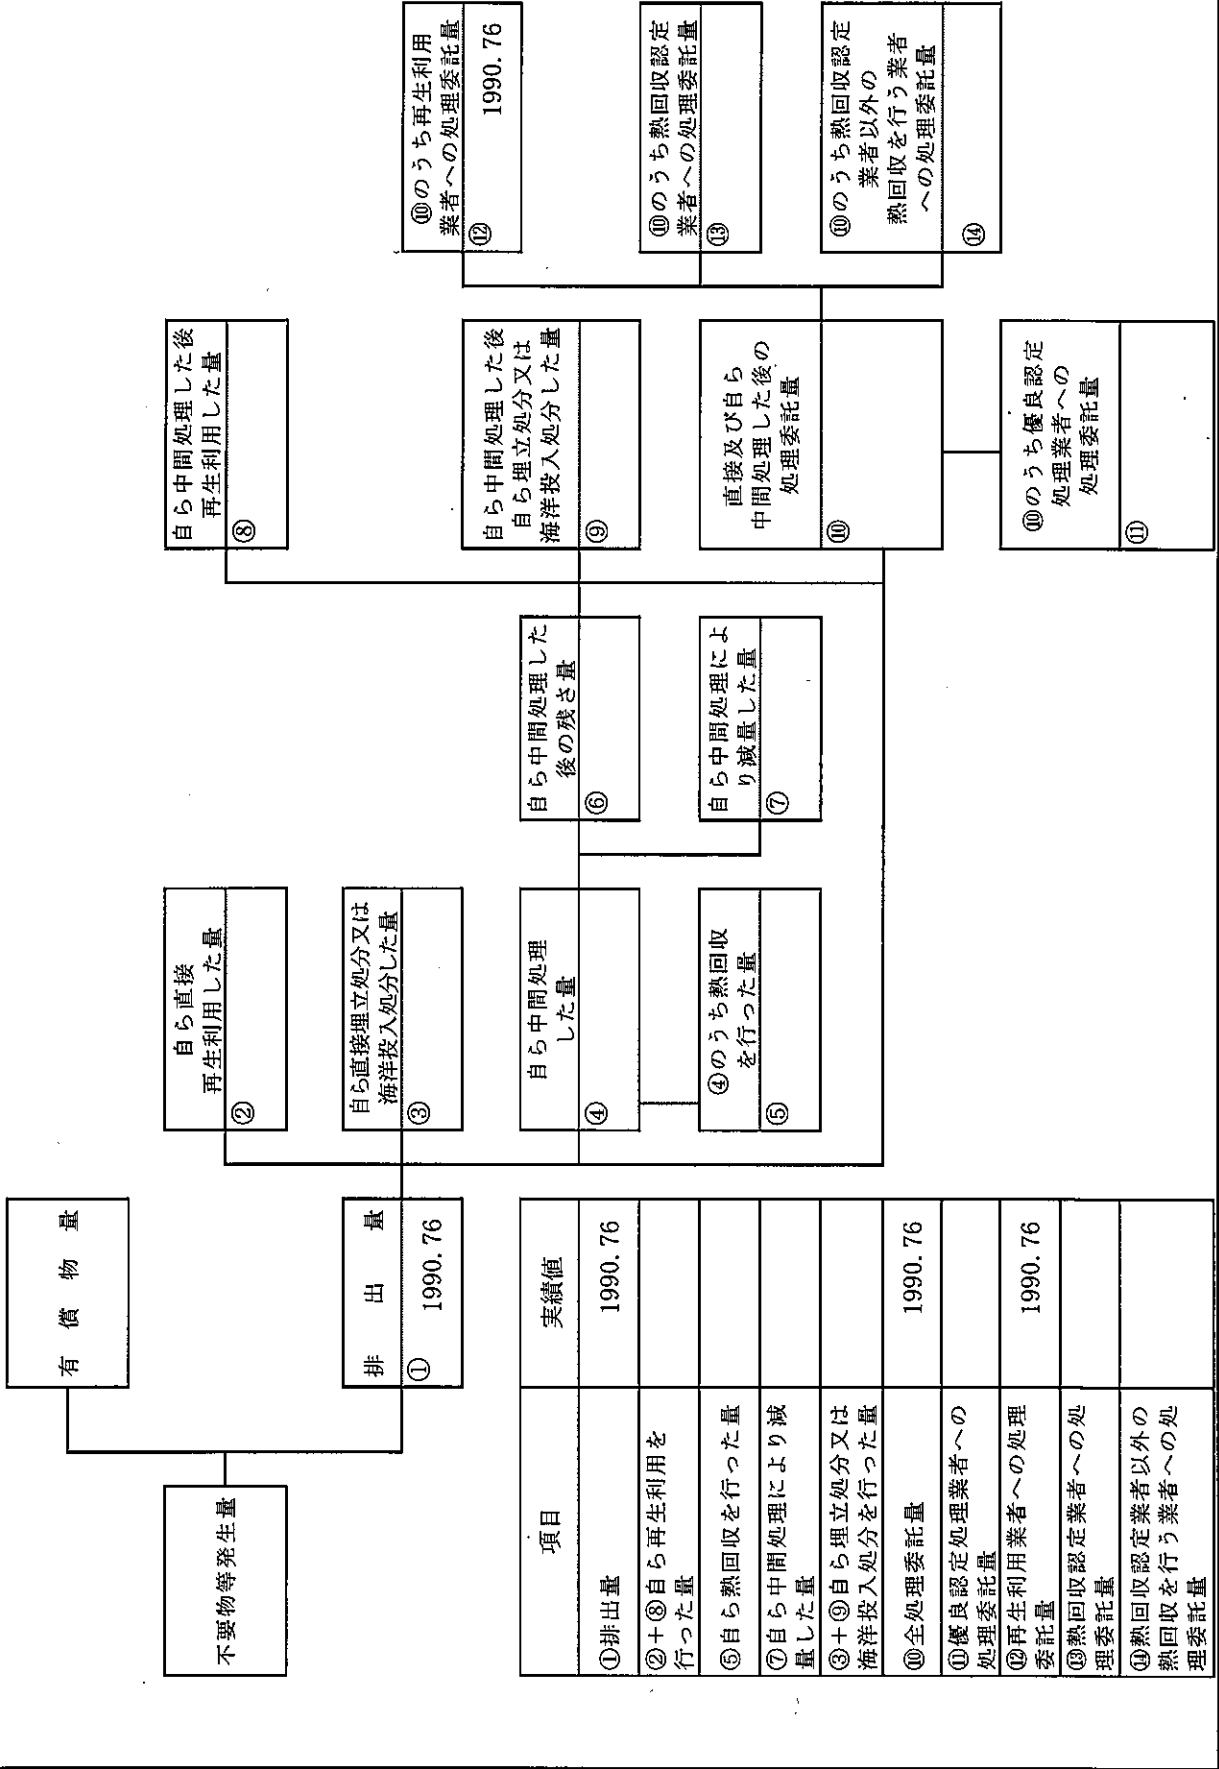 不要物等発生量
有償物量
排出量
① 1990.76
自ら直接
再生利用した量
②
自ら直接埋立処分又は
海洋投入処分した量
③
自ら中間処理
した量
④
④のうち熱回収
を行った量
⑤
自ら中間処理した
後の残さ量
⑥
自ら中間処理によ
り減量した量
⑦
自ら中間処理した後
再生利用した量
⑧
自ら中間処理した後
自ら埋立処分又は
海洋投入処分した量
⑨
直接及び自ら
中間処理した後の
処理委託量
⑩
⑩のうち優良認定
処理業者への
処理委託量
⑪
⑩のうち再生利用
業者への処理委託量
⑫ 1990.76
⑩のうち熱回収認定
業者への処理委託量
⑬
⑩のうち熱回収認定
業者以外の
熱回収を行う業者
への処理委託量
⑭
項目 実績値
①排出量 1990.76
②+⑧自ら再生利用を
行った量
⑤自ら熱回収を行った量
⑦自ら中間処理により減
量した量
③+⑨自ら埋立処分又は
海洋投入処分を行った量
⑩全処理委託量 1990.76
⑪優良認定処理業者への
処理委託量
⑫再生利用業者への処理
委託量 1990.76
⑬熱回収認定業者への処
理委託量
⑭熱回収認定業者以外の
熱回収を行う業者への処
理委託量